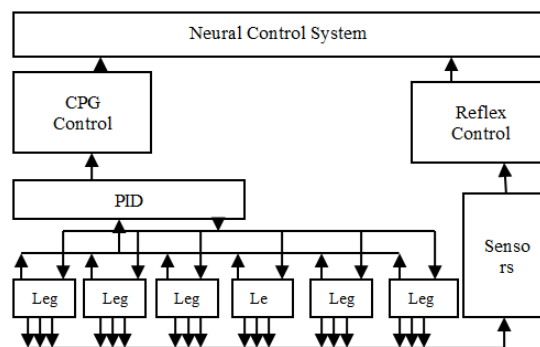 Neural Control System
CPG
Control
Reflex
Control
PID
Senso
rs
Leg
Leg
Leg
Le
Leg
Leg